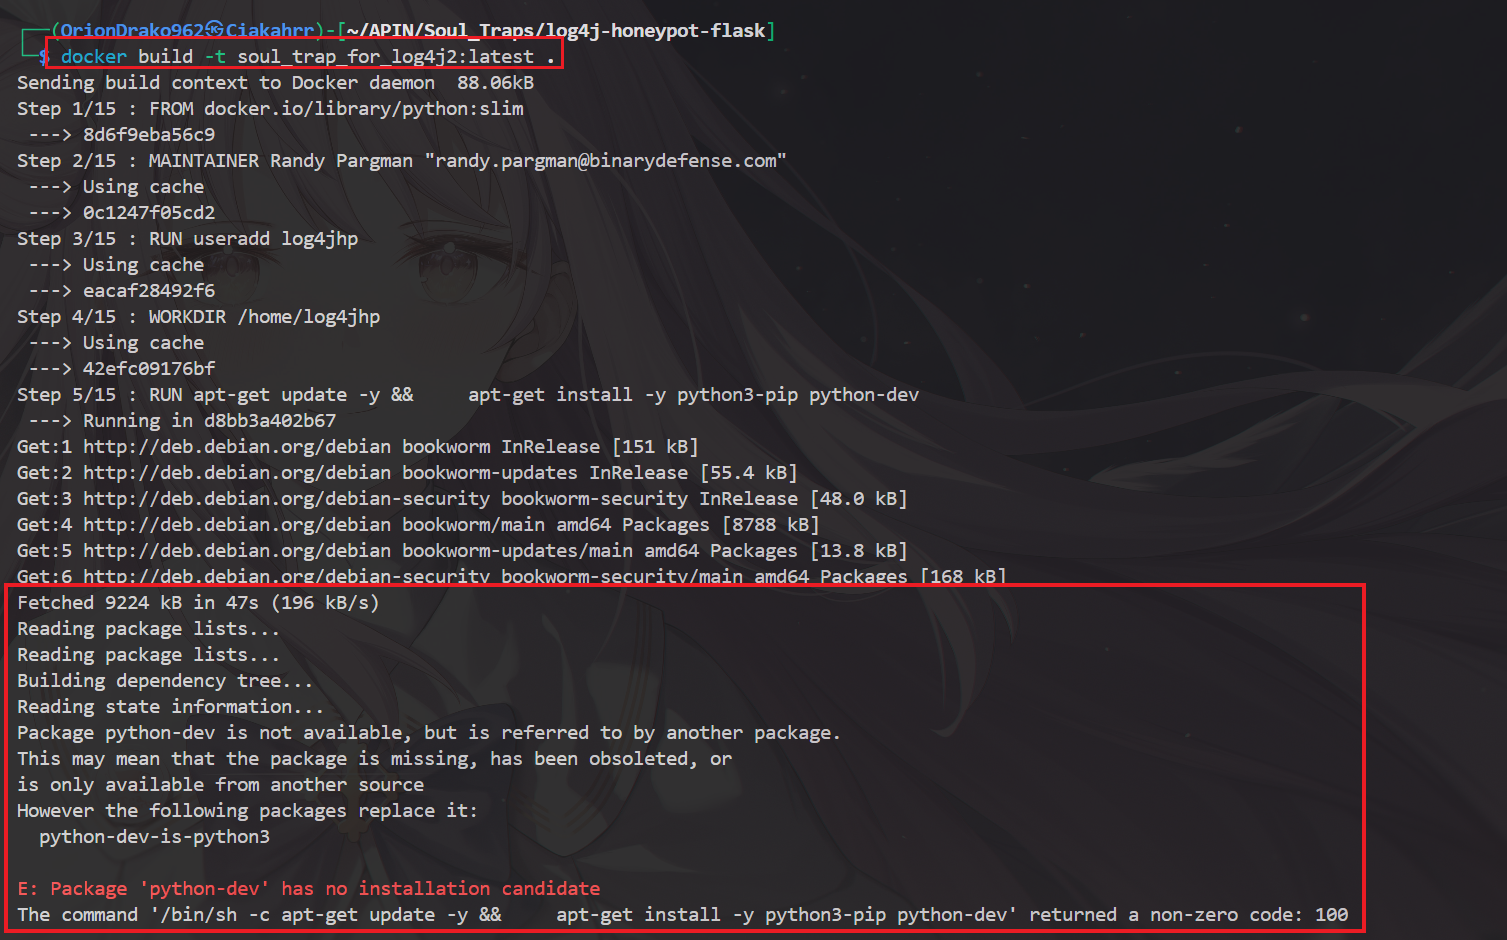 ┌──(OrionDrako962㉿Ciakahrr)-[~/APIN/Soul_Traps/log4j-honeypot-flask]
└─$ docker build -t soul_trap_for_log4j2:latest .
Sending build context to Docker daemon  88.06kB
Step 1/15 : FROM docker.io/library/python:slim
 ---> 8d6f9eba56c9
Step 2/15 : MAINTAINER Randy Pargman "randy.pargman@binarydefense.com"
 ---> Using cache
 ---> 0c1247f05cd2
Step 3/15 : RUN useradd log4jhp
 ---> Using cache
 ---> eacaf28492f6
Step 4/15 : WORKDIR /home/log4jhp
 ---> Using cache
 ---> 42efc09176bf
Step 5/15 : RUN apt-get update -y &&     apt-get install -y python3-pip python-dev
 ---> Running in d8bb3a402b67
Get:1 http://deb.debian.org/debian bookworm InRelease [151 kB]
Get:2 http://deb.debian.org/debian bookworm-updates InRelease [55.4 kB]
Get:3 http://deb.debian.org/debian-security bookworm-security InRelease [48.0 kB]
Get:4 http://deb.debian.org/debian bookworm/main amd64 Packages [8788 kB]
Get:5 http://deb.debian.org/debian bookworm-updates/main amd64 Packages [13.8 kB]
Get:6 http://deb.debian.org/debian-security bookworm-security/main amd64 Packages [168 kB]
Fetched 9224 kB in 47s (196 kB/s)
Reading package lists...
Reading package lists...
Building dependency tree...
Reading state information...
Package python-dev is not available, but is referred to by another package.
This may mean that the package is missing, has been obsoleted, or
is only available from another source
However the following packages replace it:
  python-dev-is-python3
E: Package 'python-dev' has no installation candidate
The command '/bin/sh -c apt-get update -y &&     apt-get install -y python3-pip python-dev' returned a non-zero code: 100